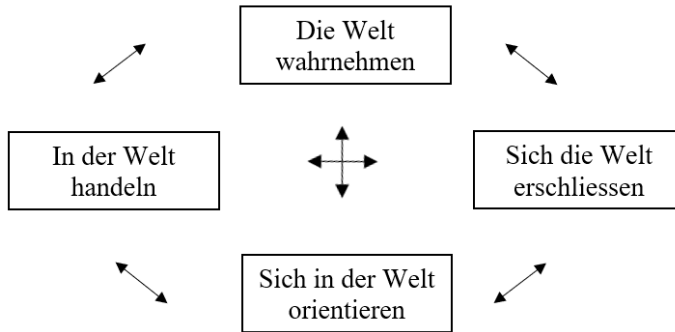 Die Welt
wahrnehmen
In der Welt
handeln
Sich die Welt
erschliessen
Sich in der Welt
orientieren